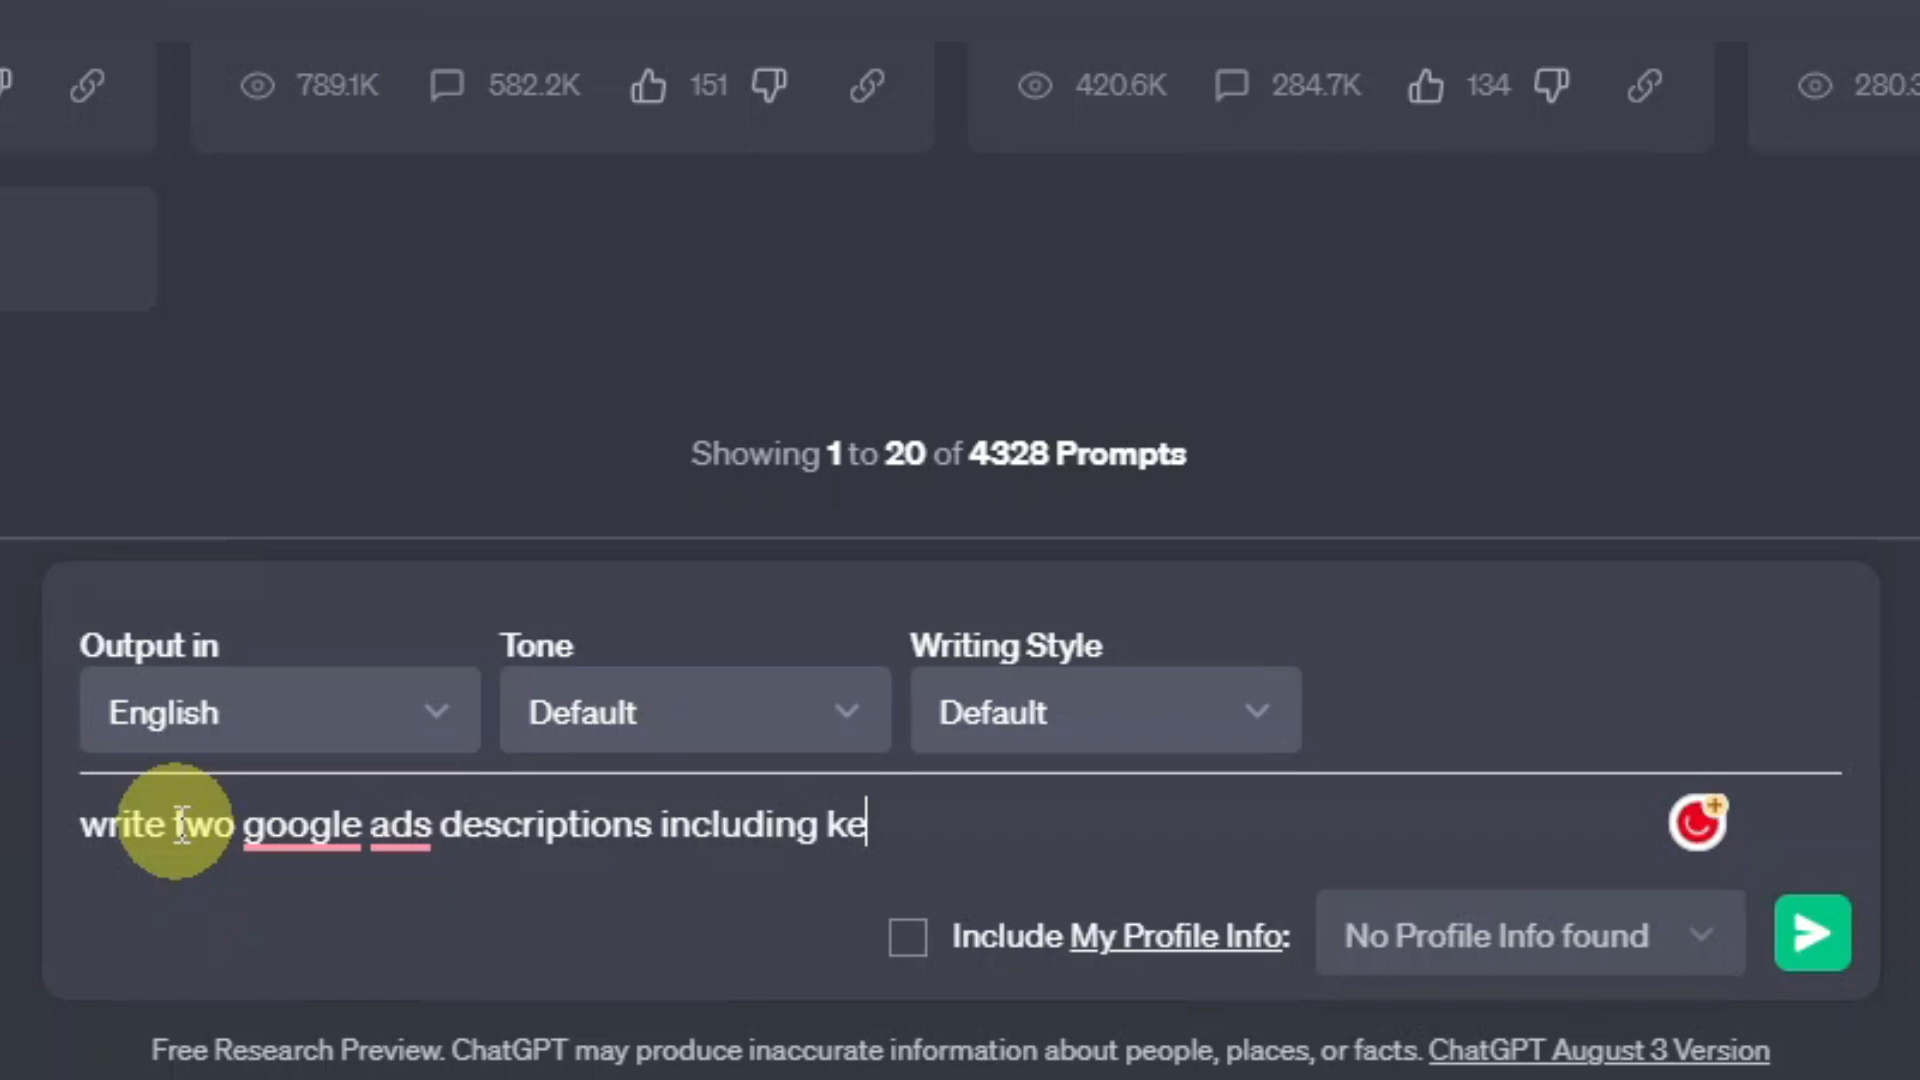 789.1K 582.2K 151 420.6K 284.7K 134 280.3
Showing 1 to 20 of 4328 Prompts
Output in Tone Writing Style
English Default Default
write two google ads descriptions including ke
Include My Profile Info: No Profile Info found
Free Research Preview. ChatGPT may produce inaccurate information about people, places, or facts. ChatGPT August 3 Version